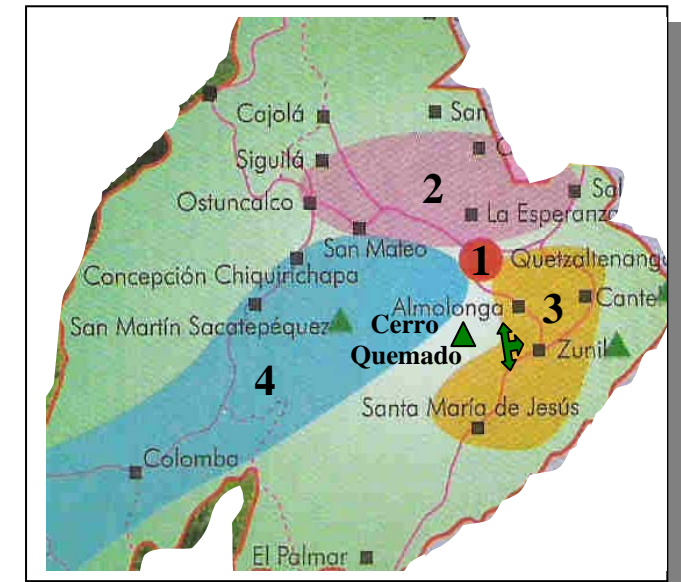 Cajolá
San
Siguilá
2
Ostuncalco
Sal
La Esperanza
San Mateo
1
Quetzaltenango
Concepción Chiquirichapa
Almolonga
3
Cantel
San Martín Sacatepéquez
Cerro
Quemado
Zunil
4
Santa María de Jesús
Colomba
El Palmar